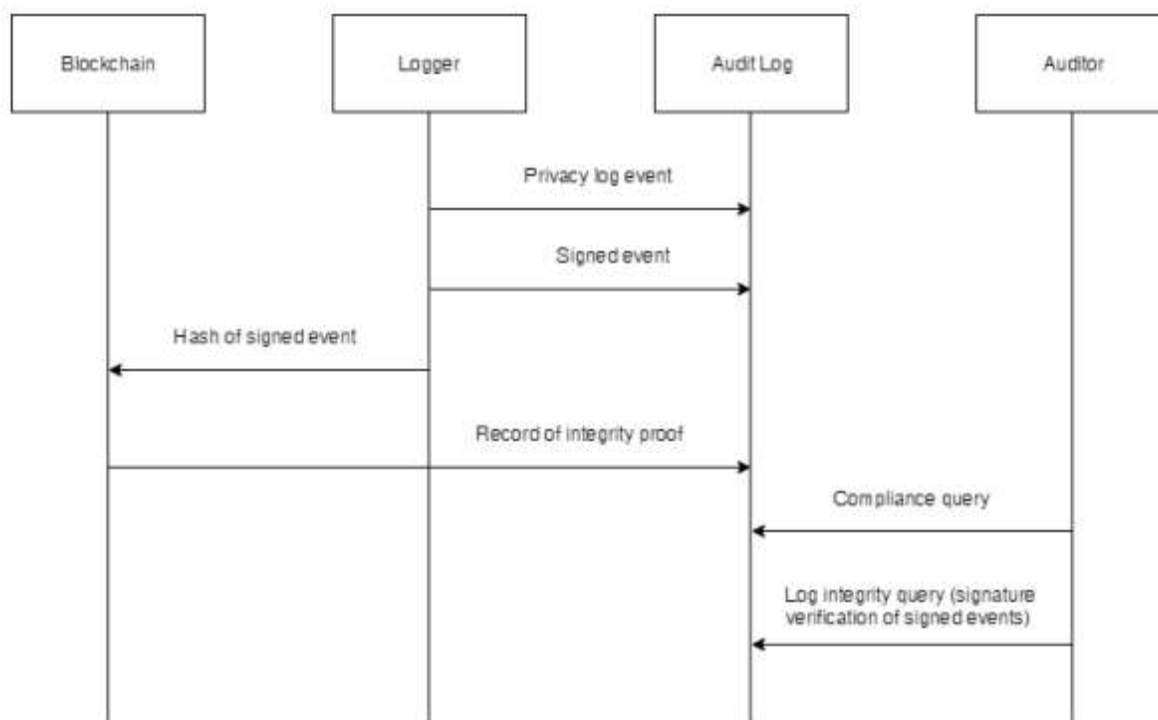 Blockchain
Logger
Audit Log
Auditor
Privacy log event
Signed event
Hash of signed event
Record of integrity proof
Compliance query
Log integrity query (signature
verification of signed events)